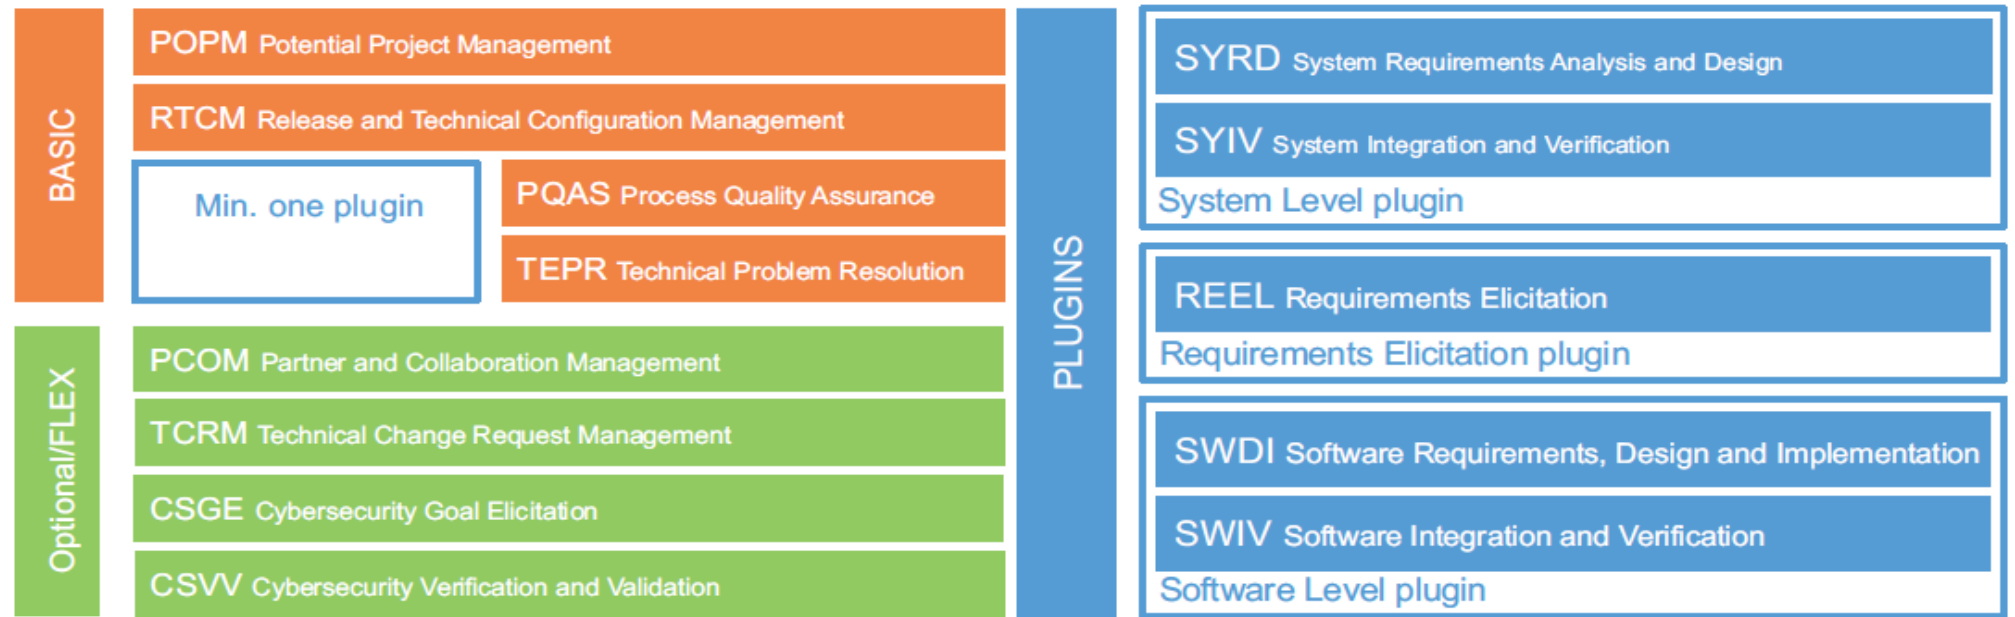 BASIC
POPM Potential Project Management
RTCM Release and Technical Configuration Management
Min. one plugin
PQAS Process Quality Assurance
TEPR Technical Problem Resolution
Optional/FLEX
PCOM Partner and Collaboration Management
TCRM Technical Change Request Management
CSGE Cybersecurity Goal Elicitation
CSVV Cybersecurity Verification and Validation
PLUGINS
SYRD System Requirements Analysis and Design
SYIV System Integration and Verification
System Level plugin
REEL Requirements Elicitation
Requirements Elicitation plugin
SWDI Software Requirements, Design and Implementation
SWIV Software Integration and Verification
Software Level plugin